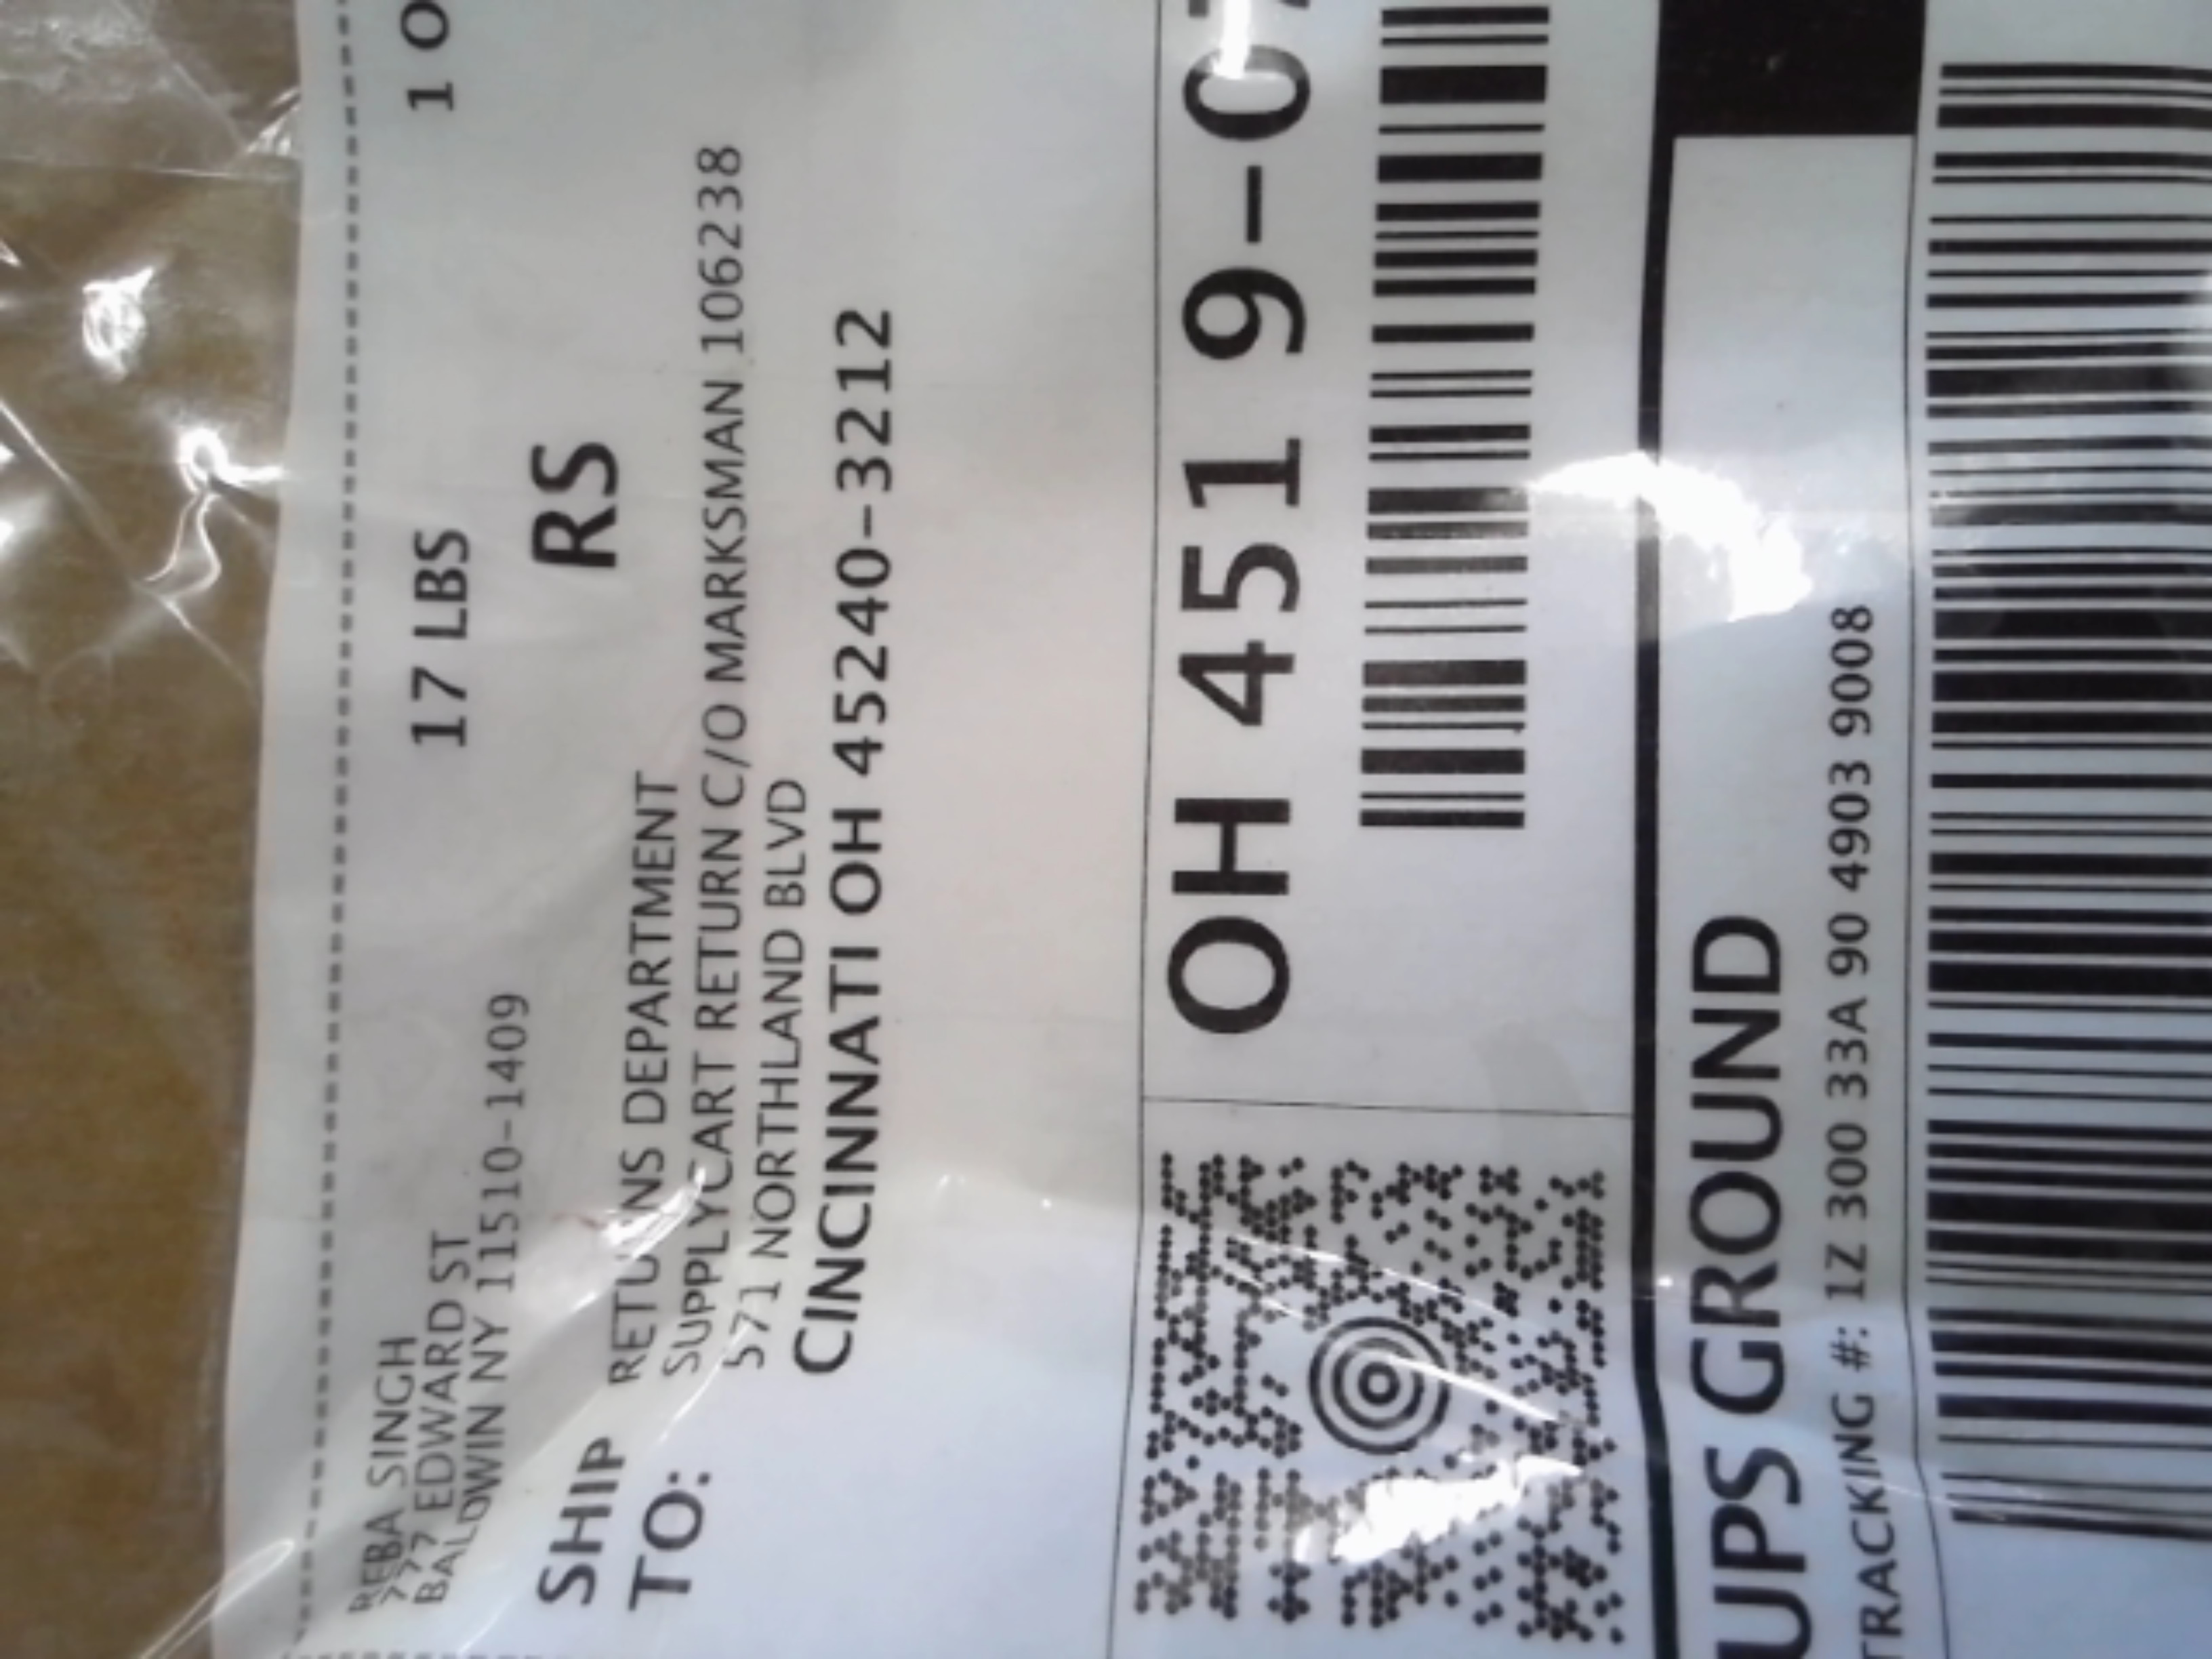 REBA SINGH
777 EDWARD ST
BALDWIN NY 11510-1409
17 LBS
1 O
RS
SHIP
TO:
RETURNS DEPARTMENT
SUPPLYCART RETURN C/O MARKSMAN 106238
571 NORTHLAND BLVD
CINCINNATI OH 45240-3212
OH 451 9-0
UPS GROUND
TRACKING #: 1Z 300 33A 90 4903 9008